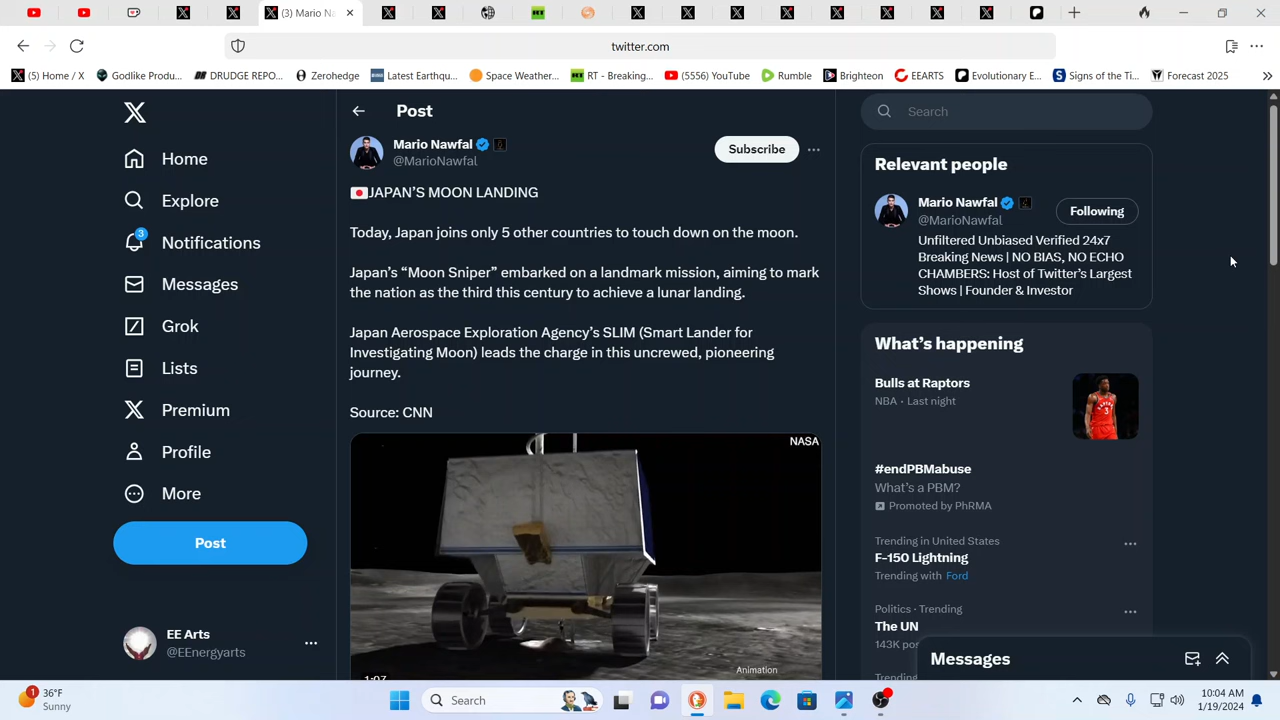 (3) Mario Na
twitter.com
(5) Home / X
Godlike Produ...
DRUDGE REPO...
Zerohedge
Latest Earthqu...
Space Weather...
RT - Breaking...
(5556) YouTube
Rumble
Brighteon
EEARTS
Evolutionary E...
Signs of the Ti...
Forecast 2025
Home
Explore
3
Notifications
Messages
Grok
Lists
Premium
Profile
More
Post
EE Arts
@EEnergyarts
Post
Mario Nawfal
@MarioNawfal
Subscribe
JAPAN’S MOON LANDING
Today, Japan joins only 5 other countries to touch down on the moon.
Japan’s “Moon Sniper” embarked on a landmark mission, aiming to mark
the nation as the third this century to achieve a lunar landing.
Japan Aerospace Exploration Agency’s SLIM (Smart Lander for
Investigating Moon) leads the charge in this uncrewed, pioneering
journey.
Source: CNN
NASA
Animation
1:07
Search
Relevant people
Mario Nawfal
@MarioNawfal
Following
Unfiltered Unbiased Verified 24x7
Breaking News | NO BIAS, NO ECHO
CHAMBERS: Host of Twitter’s Largest
Shows | Founder & Investor
What’s happening
Bulls at Raptors
NBA · Last night
#endPBMabuse
What’s a PBM?
Promoted by PhRMA
Trending in United States
F-150 Lightning
Trending with Ford
Politics · Trending
The UN
143K pos
Trending
Messages
1
36°F
Sunny
Search
10:04 AM
1/19/2024